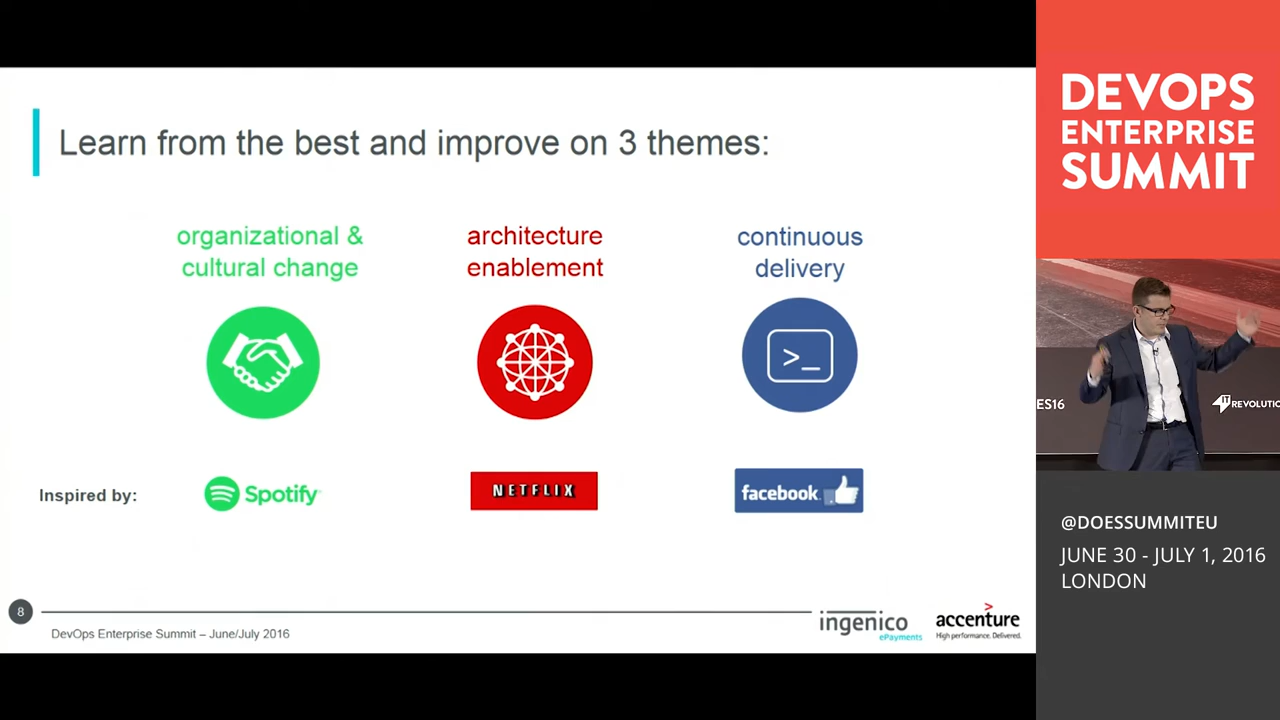 Learn from the best and improve on 3 themes:
organizational &
cultural change
architecture
enablement
continuous
delivery
>_
Inspired by:
Spotify
NETFLIX
facebook
8
DevOps Enterprise Summit – June/July 2016
ingenico
ePayments
accenture
High performance. Delivered.
DEVOPS
ENTERPRISE
SUMMIT
ES16
IT REVOLUTIO
@DOESSUMMITEU
JUNE 30 - JULY 1, 2016
LONDON